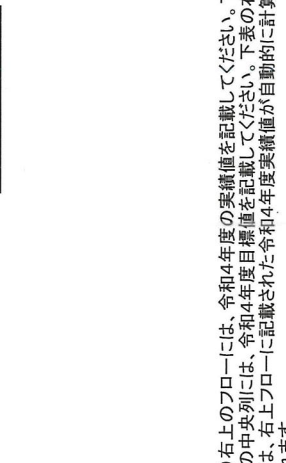 右上のフローには、令和4年度の実績値を記載してください。
の中央列には、令和4年度目標値を記載してください。下表の
は、右上フローに記載された令和4年度実績値が自動的に計
ます。